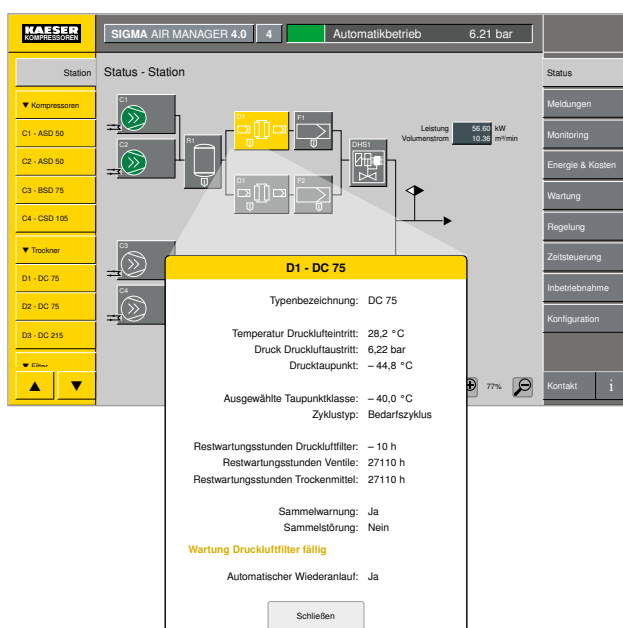 KAESER
KOMPRESSOREN
SIGMA AIR MANAGER 4.0
4
Automatikbetrieb 6.21 bar
Station
Status - Station
Status
▼ Kompressoren
C1 - ASD 50
C2 - ASD 50
C3 - BSD 75
C4 - CSD 105
▼ Trockner
D1 - DC 75
D2 - DC 75
D3 - DC 215
▼ Filter
▲ ▼
C1
C2
R1
D1
F1
D1
F2
DHS1
C3
C4
Leistung 56.60 kW
Volumenstrom 10.36 m³/min
Meldungen
Monitoring
Energie & Kosten
Wartung
Regelung
Zeitsteuerung
Inbetriebnahme
Konfiguration
77%
Kontakt i
D1 - DC 75
Typenbezeichnung: DC 75
Temperatur Drucklufteintritt: 28,2 °C
Druck Druckluftaustritt: 6,22 bar
Drucktaupunkt: – 44,8 °C
Ausgewählte Taupunktklasse: – 40,0 °C
Zyklustyp: Bedarfszyklus
Restwartungsstunden Druckluftfilter: – 10 h
Restwartungsstunden Ventile: 27110 h
Restwartungsstunden Trockenmittel: 27110 h
Sammelwarnung: Ja
Sammelstörung: Nein
Wartung Druckluftfilter fällig
Automatischer Wiederanlauf: Ja
Schließen